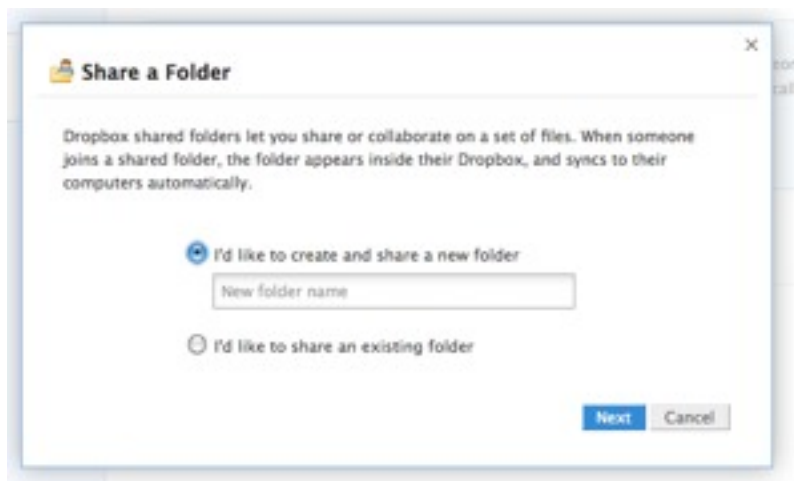 Share a Folder
Dropbox shared folders let you share or collaborate on a set of files. When someone
joins a shared folder, the folder appears inside their Dropbox, and syncs to their
computers automatically.
I'd like to create and share a new folder
New folder name
I'd like to share an existing folder
Next Cancel